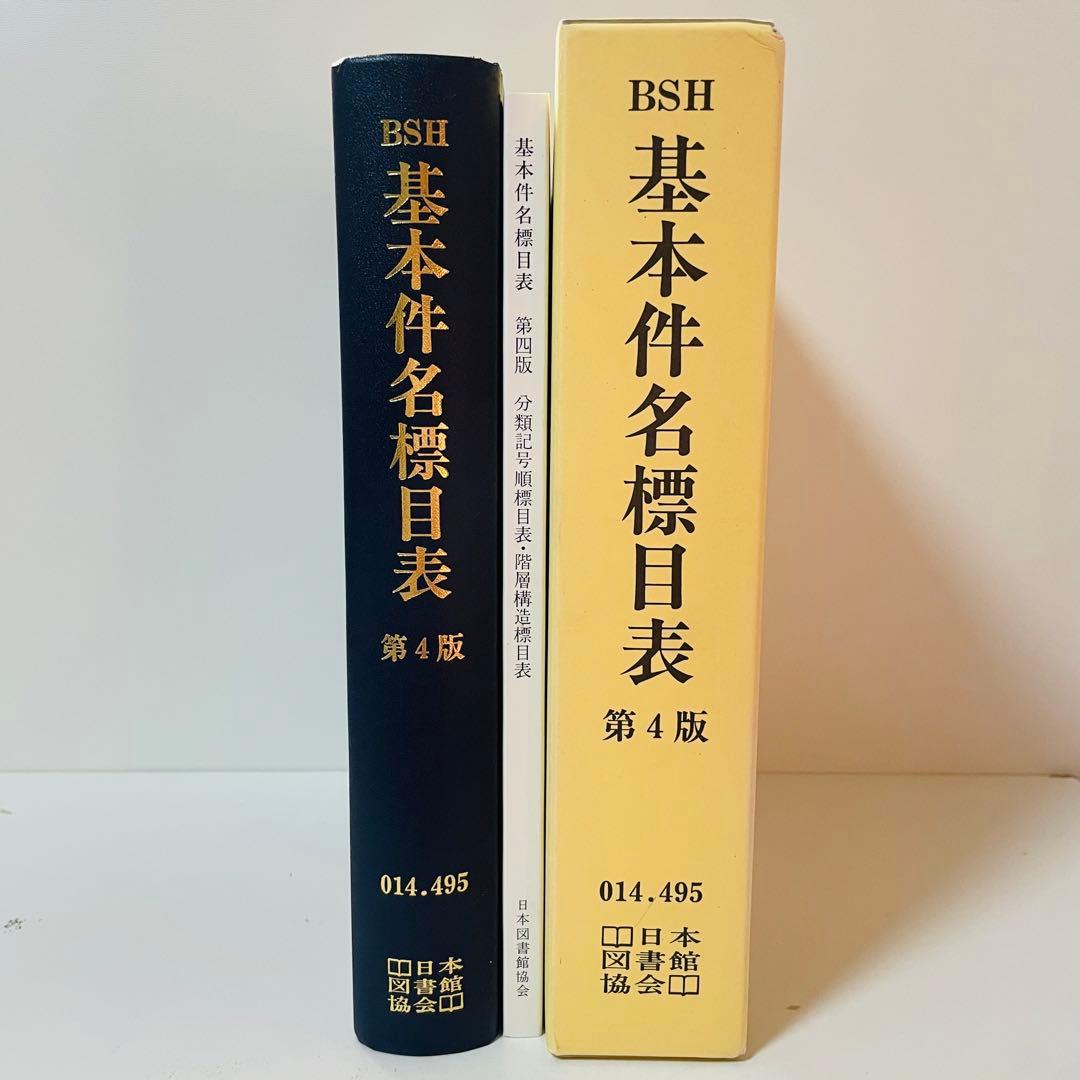 BSH
基本件名標目表
第4版
014.495
日本
図書館
協会
基本件名標目表 第四版 分類記号順標目表・階層構造標目表
日本図書館協会
BSH
基本件名標目表
第4版
014.495
日本
図書館
協会